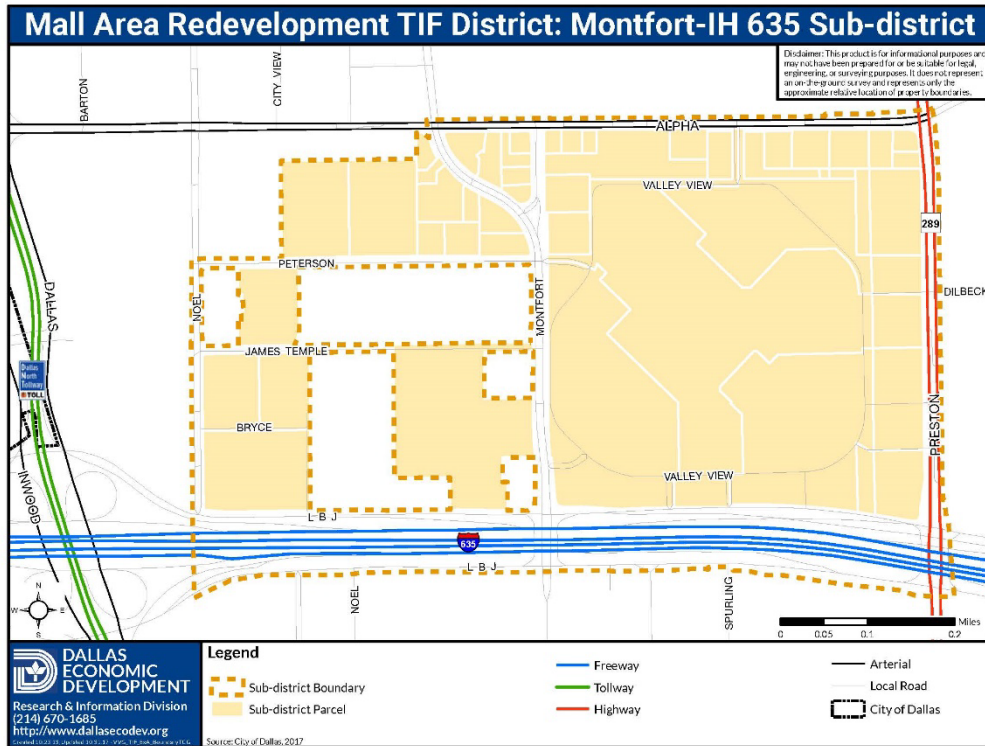 Mall Area Redevelopment TIF District: Montfort-IH 635 Sub-district
Disclaimer: This product is for informational purposes and
may not have been prepared for or be suitable for legal,
engineering, or surveying purposes. It does not represent
an on-the-ground survey and represents only the
approximate relative location of property boundaries.
BARTON
CITY VIEW
ALPHA
VALLEY VIEW
289
PETERSON
DILBECK
NOEL
MONTFORT
DALLAS
JAMES TEMPLE
Dallas
North
Tollway
TOLL
BRYCE
PRESTON
VALLEY VIEW
INWOOD
L B J
635
L B J
NOEL
SPURLING
N
W
E
S
Miles
0 0.05 0.1 0.2
DALLAS
ECONOMIC
DEVELOPMENT
Research & Information Division
(214) 670-1685
http://www.dallasecodev.org
Legend
Sub-district Boundary
Sub-district Parcel
Freeway
Tollway
Highway
Arterial
Local Road
City of Dallas
Source: City of Dallas, 2017